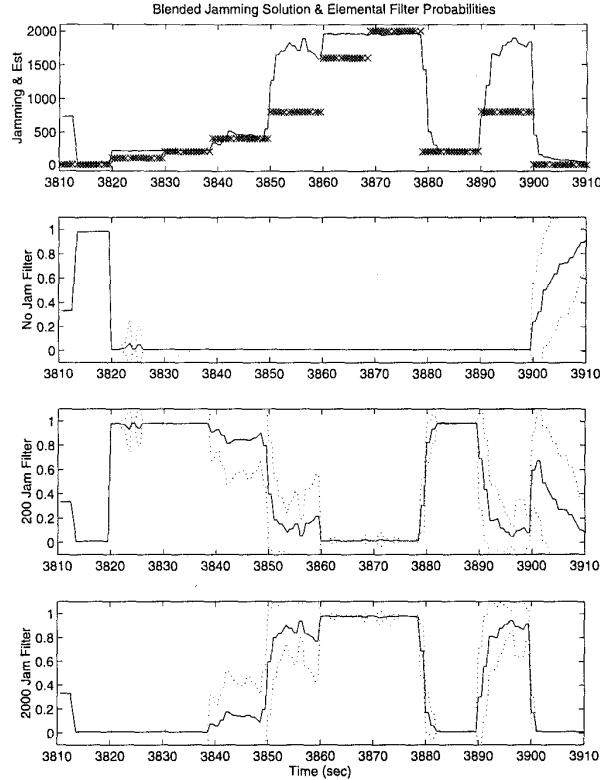 Blended Jamming Solution & Elemental Filter Probabilities
Jamming & Est
2000
1500
1000
500
0
3810 3820 3830 3840 3850 3860 3870 3880 3890 3900 3910
No Jam Filter
1
0.8
0.6
0.4
0.2
0
3810 3820 3830 3840 3850 3860 3870 3880 3890 3900 3910
200 Jam Filter
1
0.8
0.6
0.4
0.2
0
3810 3820 3830 3840 3850 3860 3870 3880 3890 3900 3910
2000 Jam Filter
1
0.8
0.6
0.4
0.2
0
3810 3820 3830 3840 3850 3860 3870 3880 3890 3900 3910
Time (sec)